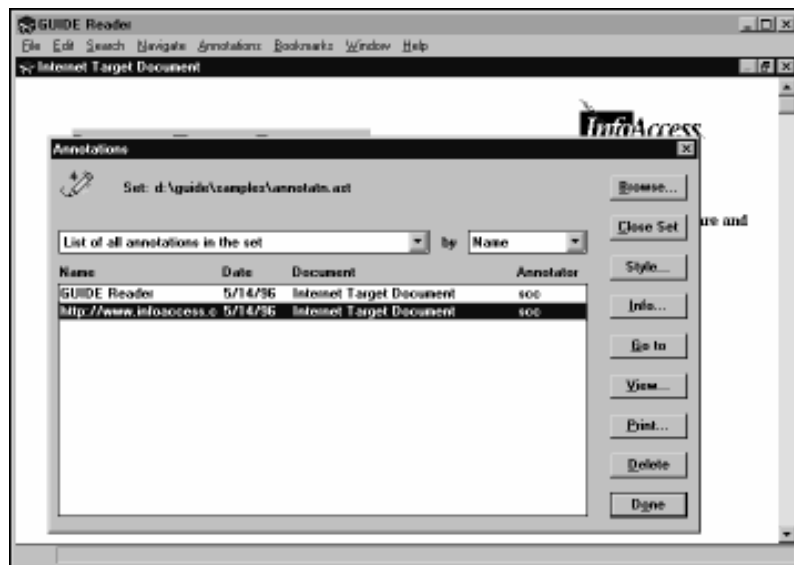 GUIDE Reader
File Edit Search Navigate Annotations Bookmarks Window Help
Internet Target Document
InfoAccess
Annotations
Set: d:\guide\samples\annotatn.ast
Browse...
Close Set
are and
List of all annotations in the set by Name
Style...
Name Date Document Annotator
GUIDE Reader 5/14/96 Internet Target Document scc
http://www.infoaccess.c 5/14/96 Internet Target Document scc
Info...
Go to
View...
Print...
Delete
Done